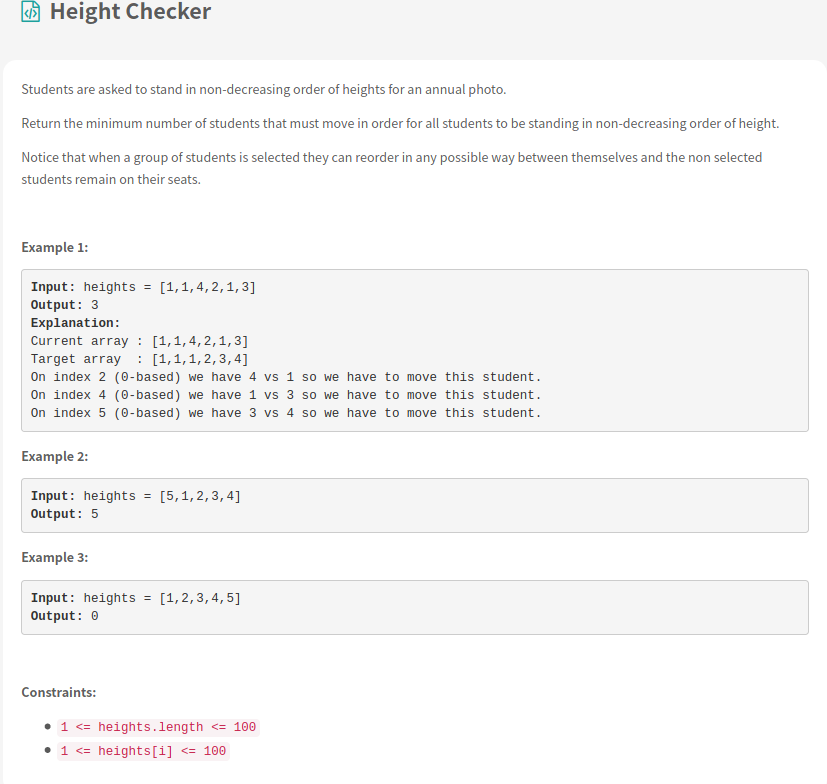 Height Checker
Students are asked to stand in non-decreasing order of heights for an annual photo.
Return the minimum number of students that must move in order for all students to be standing in non-decreasing order of height.
Notice that when a group of students is selected they can reorder in any possible way between themselves and the non selected
students remain on their seats.
Example 1:
Input: heights = [1,1,4,2,1,3]
Output: 3
Explanation:
Current array : [1,1,4,2,1,3]
Target array  : [1,1,1,2,3,4]
On index 2 (0-based) we have 4 vs 1 so we have to move this student.
On index 4 (0-based) we have 1 vs 3 so we have to move this student.
On index 5 (0-based) we have 3 vs 4 so we have to move this student.
Example 2:
Input: heights = [5,1,2,3,4]
Output: 5
Example 3:
Input: heights = [1,2,3,4,5]
Output: 0
Constraints:
• 1 <= heights.length <= 100
• 1 <= heights[i] <= 100